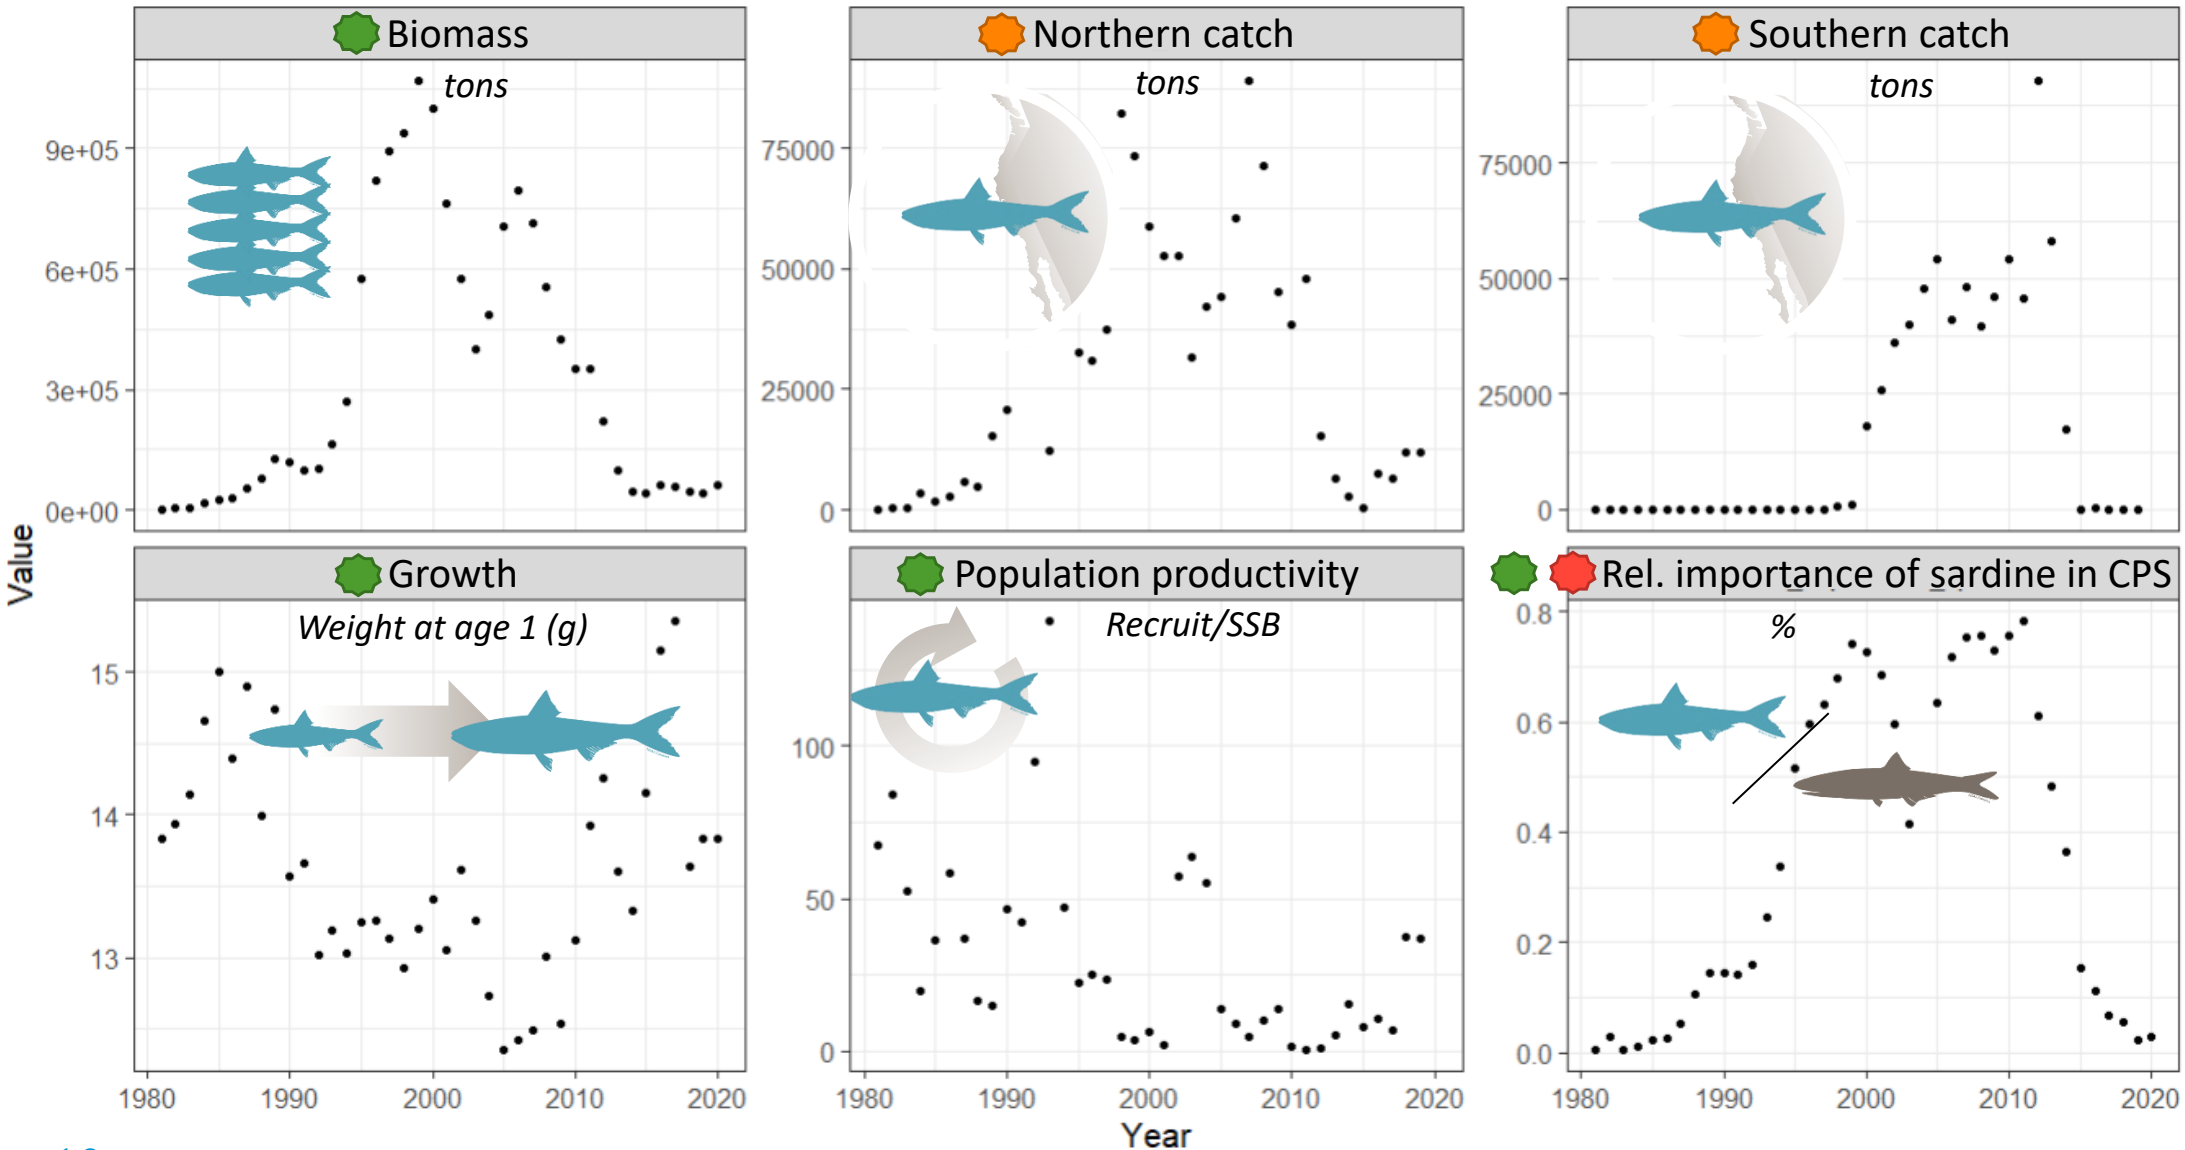 Biomass
Northern catch
Southern catch
tons
tons
tons
9e+05
6e+05
3e+05
0e+00
75000
50000
25000
0
75000
50000
25000
0
Value
Growth
Population productivity
Rel. importance of sardine in CPS
Weight at age 1 (g)
Recruit/SSB
%
15
14
13
100
50
0
0.8
0.6
0.4
0.2
0.0
1980 1990 2000 2010 2020
1980 1990 2000 2010 2020
1980 1990 2000 2010 2020
Year